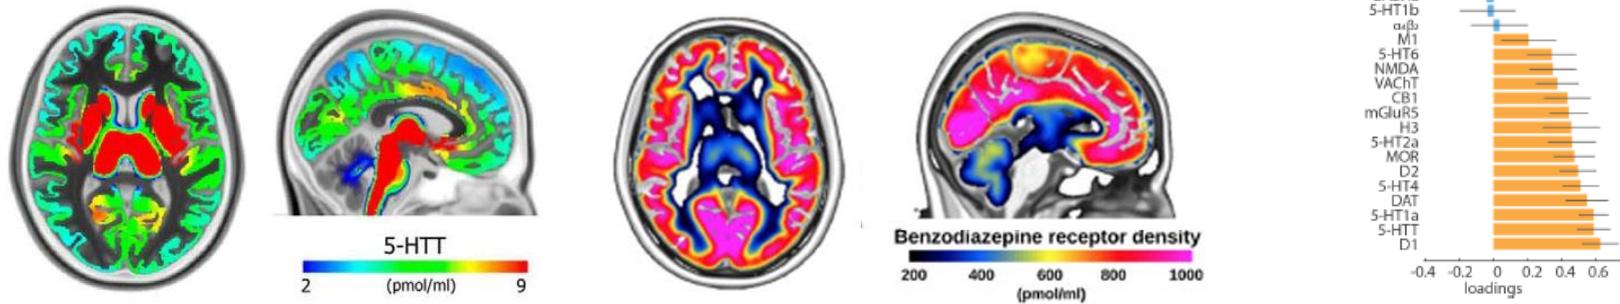 5-HTT
2 (pmol/ml) 9
Benzodiazepine receptor density
200 400 600 800 1000
(pmol/ml)
5-HT1b
α₄β₂
M1
5-HT6
NMDA
VAChT
CB1
mGluR5
H3
5-HT2a
MOR
D2
5-HT4
DAT
5-HT1a
5-HTT
D1
-0.4 -0.2 0 0.2 0.4 0.6
loadings